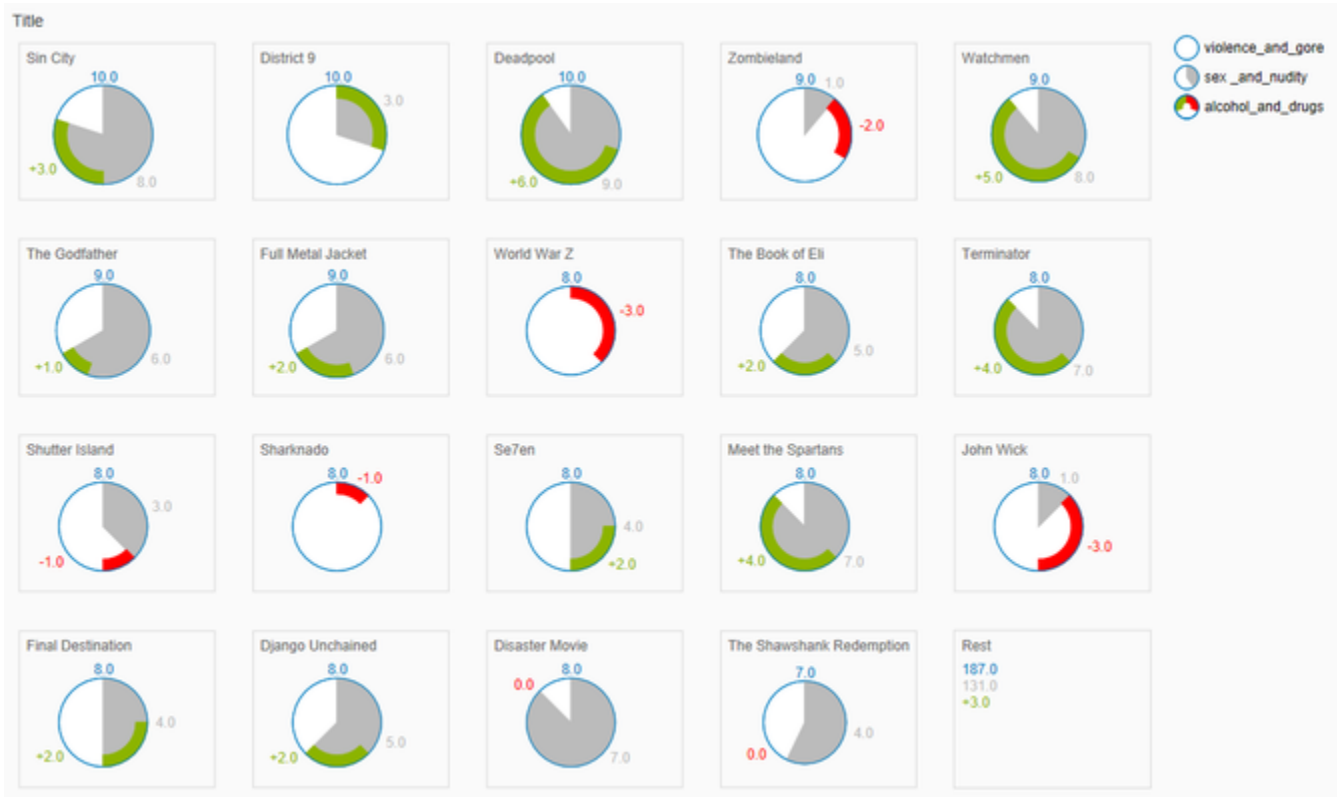 Title
Sin City
10.0
+3.0
8.0
District 9
10.0
3.0
Deadpool
10.0
+6.0
9.0
Zombieland
9.0 1.0
-2.0
Watchmen
9.0
+5.0
8.0
violence_and_gore
sex _and_nudity
alcohol_and_drugs
The Godfather
9.0
+1.0
6.0
Full Metal Jacket
9.0
+2.0
6.0
World War Z
8.0
-3.0
The Book of Eli
8.0
+2.0
5.0
Terminator
8.0
+4.0
7.0
Shutter Island
8.0
3.0
-1.0
Sharknado
8.0 -1.0
Se7en
8.0
4.0
+2.0
Meet the Spartans
8.0
+4.0
7.0
John Wick
8.0 1.0
-3.0
Final Destination
8.0
4.0
+2.0
Django Unchained
8.0
5.0
+2.0
Disaster Movie
8.0
0.0
7.0
The Shawshank Redemption
7.0
4.0
0.0
Rest
187.0
131.0
+3.0